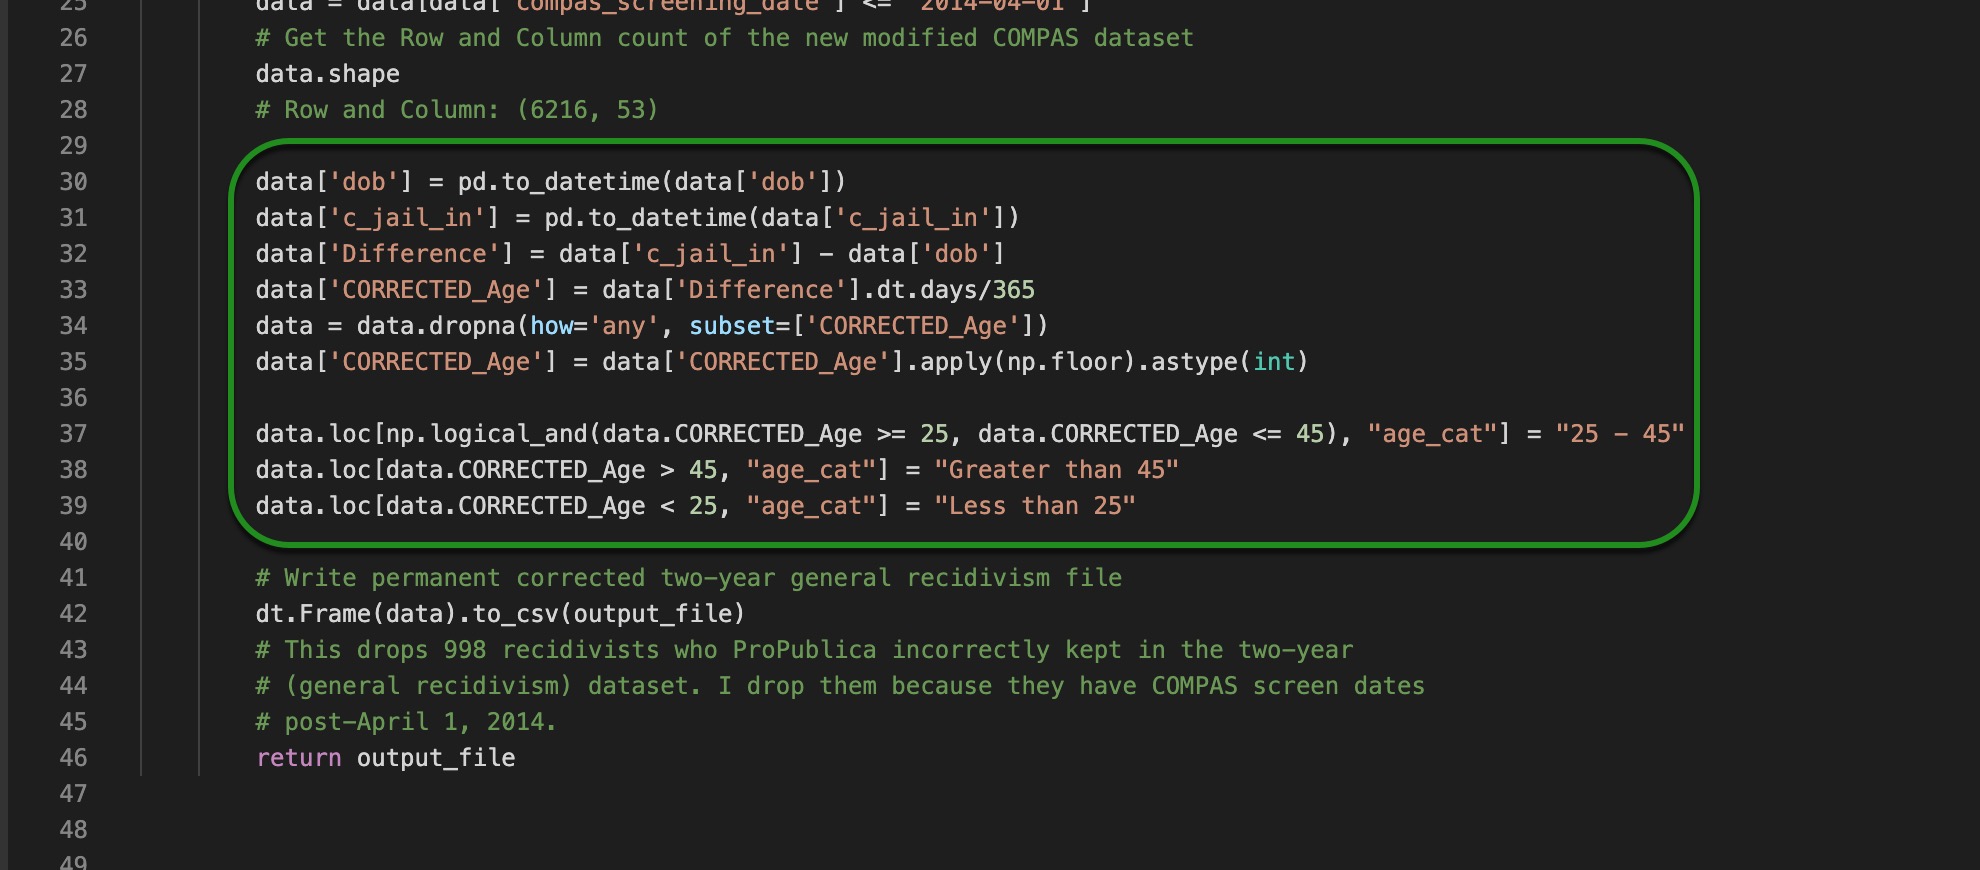 25 data = data[data['compas_screening_date'] <= '2014-04-01']
26 # Get the Row and Column count of the new modified COMPAS dataset
27 data.shape
28 # Row and Column: (6216, 53)
29
30 data['dob'] = pd.to_datetime(data['dob'])
31 data['c_jail_in'] = pd.to_datetime(data['c_jail_in'])
32 data['Difference'] = data['c_jail_in'] - data['dob']
33 data['CORRECTED_Age'] = data['Difference'].dt.days/365
34 data = data.dropna(how='any', subset=['CORRECTED_Age'])
35 data['CORRECTED_Age'] = data['CORRECTED_Age'].apply(np.floor).astype(int)
36
37 data.loc[np.logical_and(data.CORRECTED_Age >= 25, data.CORRECTED_Age <= 45), "age_cat"] = "25 - 45"
38 data.loc[data.CORRECTED_Age > 45, "age_cat"] = "Greater than 45"
39 data.loc[data.CORRECTED_Age < 25, "age_cat"] = "Less than 25"
40
41 # Write permanent corrected two-year general recidivism file
42 dt.Frame(data).to_csv(output_file)
43 # This drops 998 recidivists who ProPublica incorrectly kept in the two-year
44 # (general recidivism) dataset. I drop them because they have COMPAS screen dates
45 # post-April 1, 2014.
46 return output_file
47
48
49